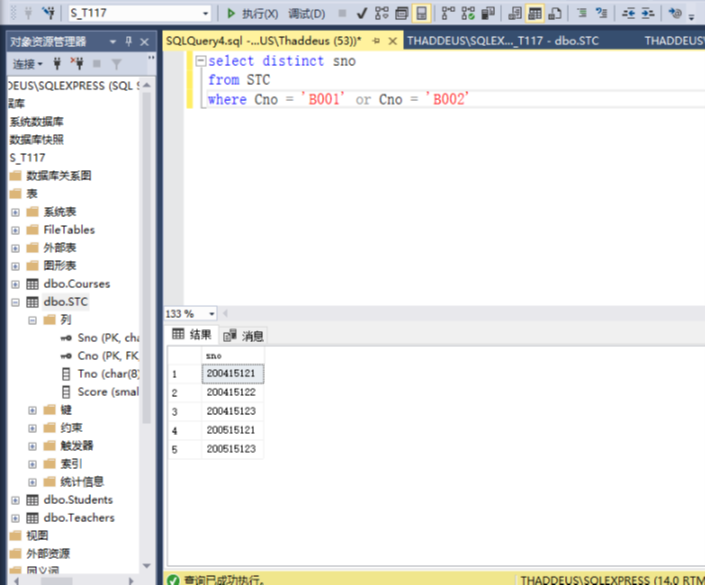 S_T117
执行(X)
调试(D)
对象资源管理器
SQLQuery4.sql -...US\Thaddeus (53))*
THADDEUS\SQLEX..._T117 - dbo.STC
THADDEUS\
连接
select distinct sno
from STC
where Cno = 'B001' or Cno = 'B002'
DEUS\SQLEXPRESS (SQL S
据库
系统数据库
数据库快照
S_T117
数据库关系图
表
系统表
FileTables
外部表
图形表
dbo.Courses
dbo.STC
列
Sno (PK, cha
Cno (PK, FK,
Tno (char(8)
Score (smal
键
约束
触发器
索引
统计信息
dbo.Students
dbo.Teachers
视图
外部资源
同义词
133 %
结果
消息
sno
1 200415121
2 200415122
3 200415123
4 200515121
5 200515123
查询已成功执行。
THADDEUS\SQLEXPRESS (14.0 RTM